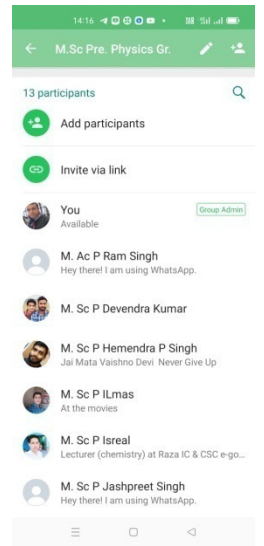 14:16
M.Sc Pre. Physics Gr.
13 participants
Add participants
Invite via link
You
Group Admin
Available
M. Ac P Ram Singh
Hey there! I am using WhatsApp.
M. Sc P Devendra Kumar
M. Sc P Hemendra P Singh
Jai Mata Vaishno Devi Never Give Up
M. Sc P ILmas
At the movies
M. Sc P Isreal
Lecturer (chemistry) at Raza IC & CSC e-go...
M. Sc P Jashpreet Singh
Hey there! I am using WhatsApp.